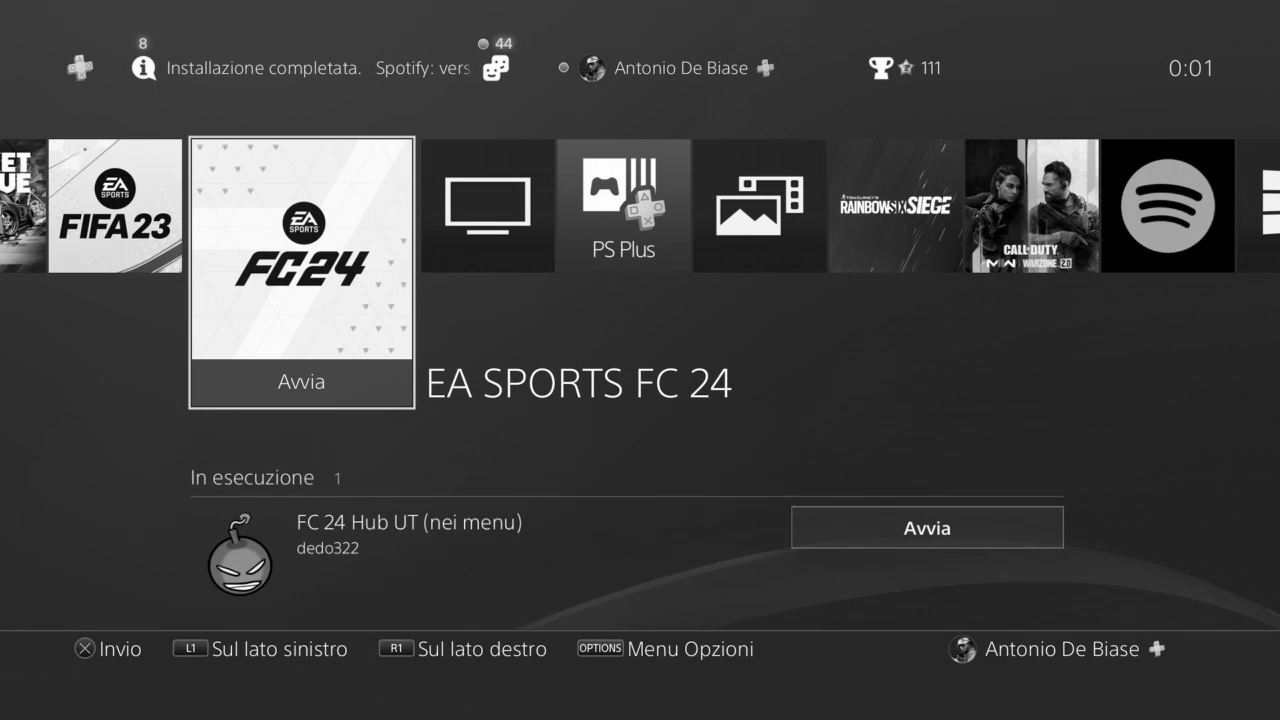 8
Installazione completata. Spotify: vers
44
Antonio De Biase
111
0:01
ET
UE
EA
SPORTS
FIFA 23
EA
SPORTS
FC24
Avvia
PS Plus
TOM CLANCY'S
RAINBOW SIX SIEGE
CALL OF DUTY
MW WARZONE 2.0
EA SPORTS FC 24
In esecuzione 1
FC 24 Hub UT (nei menu)
dedo322
Avvia
Invio
L1 Sul lato sinistro
R1 Sul lato destro
OPTIONS Menu Opzioni
Antonio De Biase